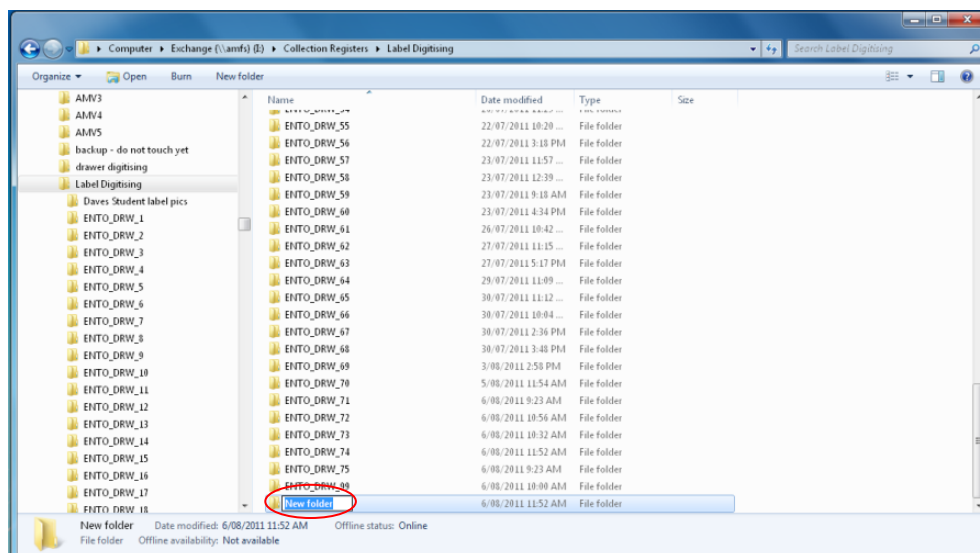 Computer ▸ Exchange (\\amfs) (I:) ▸ Collection Registers ▸ Label Digitising
Search Label Digitising
Organize Open Burn New folder
AMV3
AMV4
AMV5
backup - do not touch yet
drawer digitising
Label Digitising
Daves Student label pics
ENTO_DRW_1
ENTO_DRW_2
ENTO_DRW_3
ENTO_DRW_4
ENTO_DRW_5
ENTO_DRW_6
ENTO_DRW_7
ENTO_DRW_8
ENTO_DRW_9
ENTO_DRW_10
ENTO_DRW_11
ENTO_DRW_12
ENTO_DRW_13
ENTO_DRW_14
ENTO_DRW_15
ENTO_DRW_16
ENTO_DRW_17
ENTO_DRW_18
Name Date modified Type Size
ENTO_DRW_55 22/07/2011 10:20 ... File folder
ENTO_DRW_56 22/07/2011 3:18 PM File folder
ENTO_DRW_57 23/07/2011 11:57 ... File folder
ENTO_DRW_58 23/07/2011 12:39 ... File folder
ENTO_DRW_59 23/07/2011 9:18 AM File folder
ENTO_DRW_60 23/07/2011 4:34 PM File folder
ENTO_DRW_61 26/07/2011 10:42 ... File folder
ENTO_DRW_62 27/07/2011 11:15 ... File folder
ENTO_DRW_63 27/07/2011 5:17 PM File folder
ENTO_DRW_64 29/07/2011 11:09 ... File folder
ENTO_DRW_65 30/07/2011 11:12 ... File folder
ENTO_DRW_66 30/07/2011 10:04 ... File folder
ENTO_DRW_67 30/07/2011 2:36 PM File folder
ENTO_DRW_68 30/07/2011 3:48 PM File folder
ENTO_DRW_69 3/08/2011 2:58 PM File folder
ENTO_DRW_70 5/08/2011 11:54 AM File folder
ENTO_DRW_71 6/08/2011 9:23 AM File folder
ENTO_DRW_72 6/08/2011 10:56 AM File folder
ENTO_DRW_73 6/08/2011 10:32 AM File folder
ENTO_DRW_74 6/08/2011 11:52 AM File folder
ENTO_DRW_75 6/08/2011 9:23 AM File folder
ENTO_DRW_99 6/08/2011 10:00 AM File folder
New folder 6/08/2011 11:52 AM File folder
New folder Date modified: 6/08/2011 11:52 AM Offline status: Online
File folder Offline availability: Not available